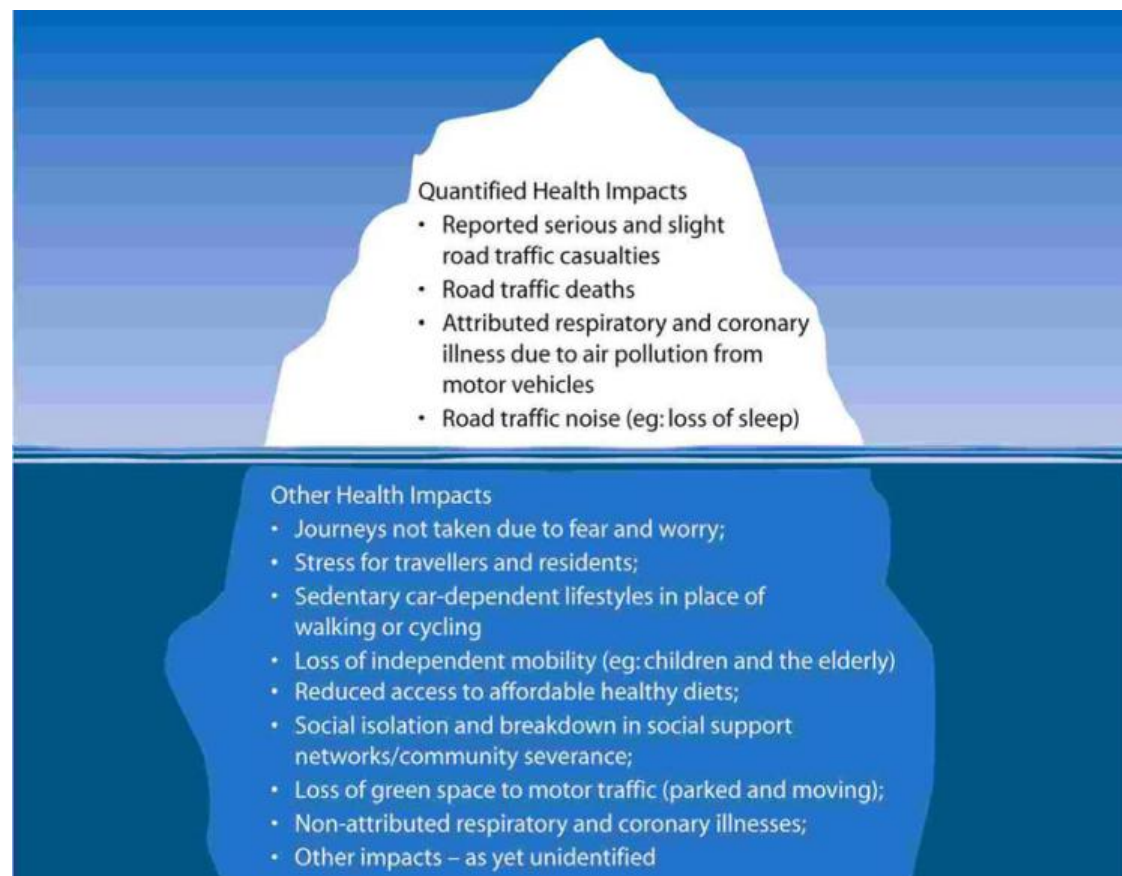 Quantified Health Impacts
• Reported serious and slight
road traffic casualties
• Road traffic deaths
• Attributed respiratory and coronary
illness due to air pollution from
motor vehicles
• Road traffic noise (eg: loss of sleep)
Other Health Impacts
• Journeys not taken due to fear and worry;
• Stress for travellers and residents;
• Sedentary car-dependent lifestyles in place of
walking or cycling
• Loss of independent mobility (eg: children and the elderly)
• Reduced access to affordable healthy diets;
• Social isolation and breakdown in social support
networks/community severance;
• Loss of green space to motor traffic (parked and moving);
• Non-attributed respiratory and coronary illnesses;
• Other impacts – as yet unidentified